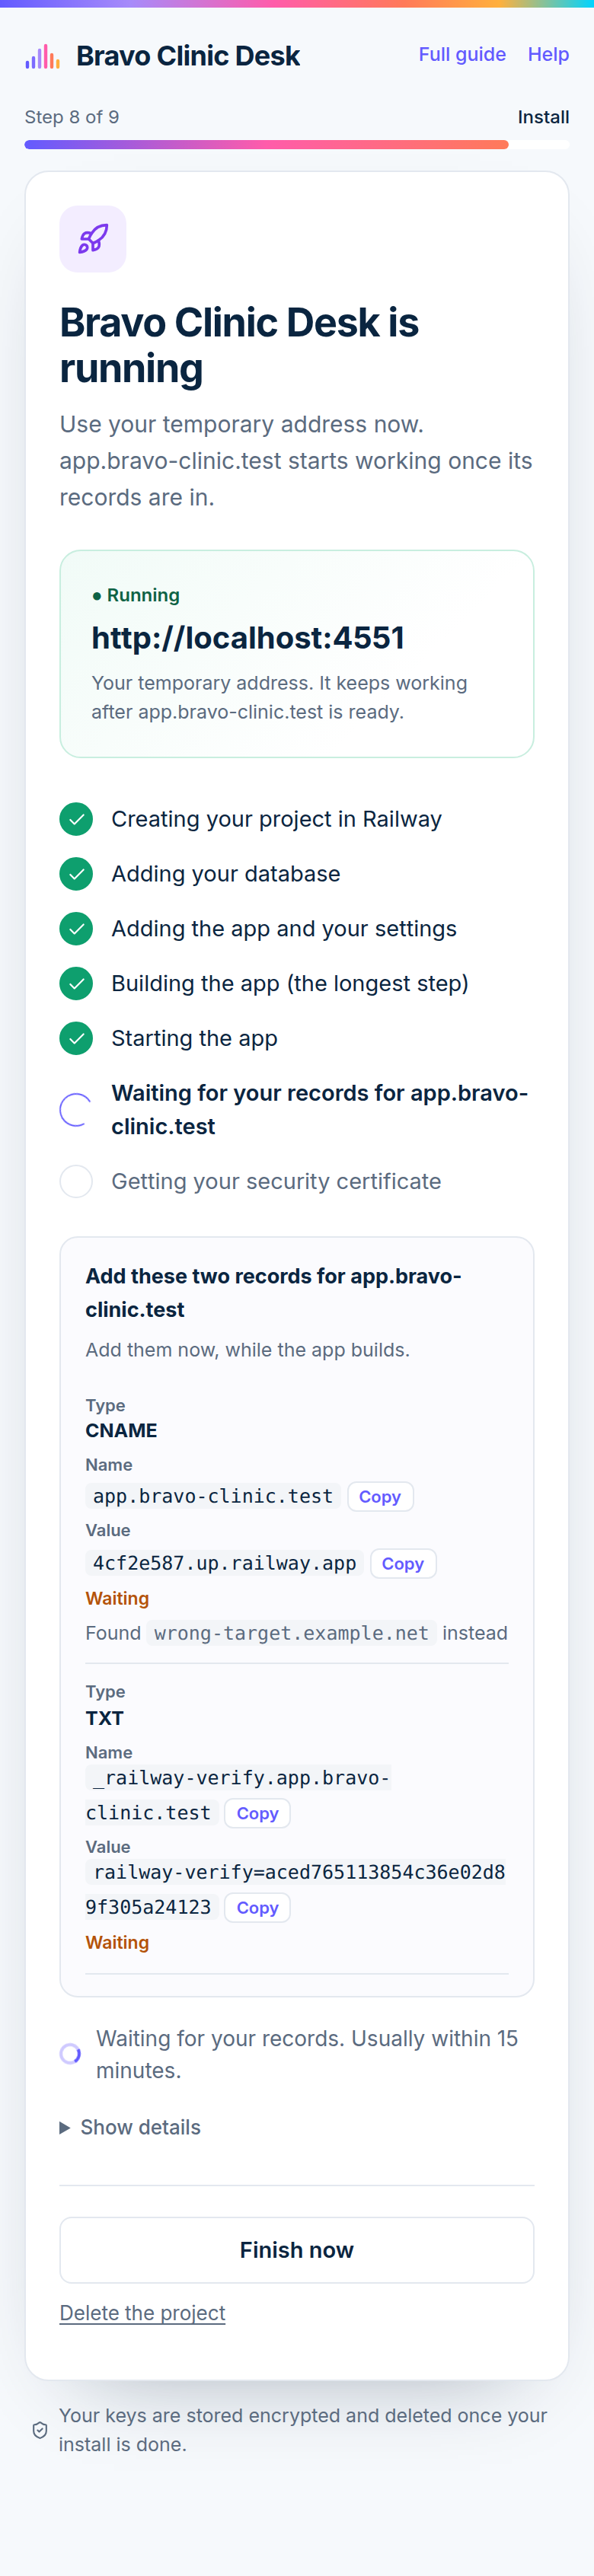 Bravo Clinic Desk
Full guide Help
Step 8 of 9
Install
Bravo Clinic Desk is
running
Use your temporary address now.
app.bravo-clinic.test starts working once its
records are in.
● Running
http://localhost:4551
Your temporary address. It keeps working
after app.bravo-clinic.test is ready.
Creating your project in Railway
Adding your database
Adding the app and your settings
Building the app (the longest step)
Starting the app
Waiting for your records for app.bravo-
clinic.test
Getting your security certificate
Add these two records for app.bravo-
clinic.test
Add them now, while the app builds.
Type
CNAME
Name
app.bravo-clinic.test Copy
Value
4cf2e587.up.railway.app Copy
Waiting
Found wrong-target.example.net instead
Type
TXT
Name
_railway-verify.app.bravo-
clinic.test Copy
Value
railway-verify=aced765113854c36e02d8
9f305a24123 Copy
Waiting
Waiting for your records. Usually within 15
minutes.
▶ Show details
Finish now
Delete the project
Your keys are stored encrypted and deleted once your
install is done.